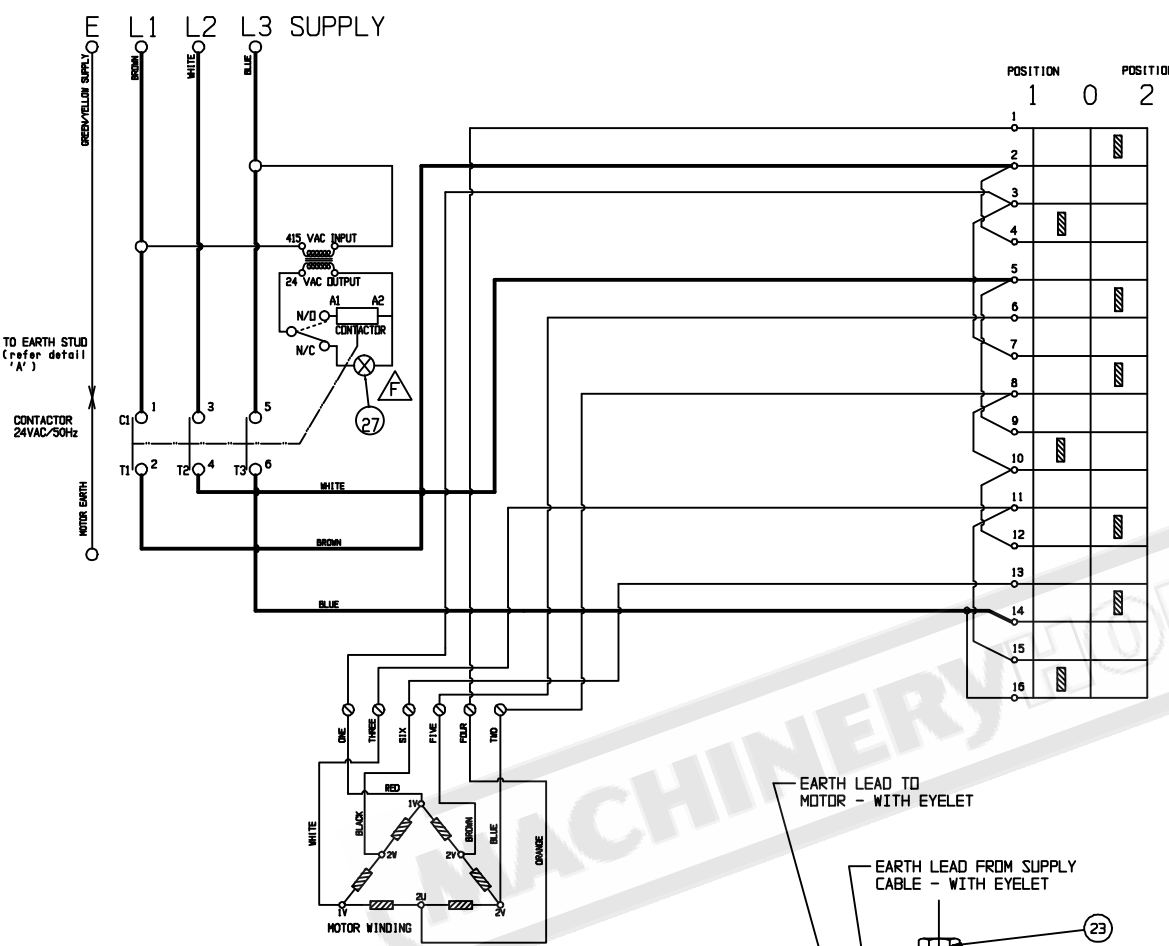 E L1 L2 L3 SUPPLY
GREEN/YELLOW SUPPLY
BROWN
WHITE
BLUE
POSITION
1 0 2
POSITION
415 VAC INPUT
24 VAC OUTPUT
A1 A2
N/O
CONTACTOR
N/C
F
27
TO EARTH STUD
(refer detail
'A')
CONTACTOR
24VAC/50Hz
C1 1 3 5
T1 2 T2 4 T3 6
MOTOR EARTH
WHITE
BROWN
BLUE
1
2
3
4
5
6
7
8
9
10
11
12
13
14
15
16
ONE THREE SIX FIVE FOUR TWO
RED
WHITE
BLACK
BROWN
BLUE
ORANGE
1V
2W
2V
1V
2U
2V
MOTOR WINDING
EARTH LEAD TO
MOTOR - WITH EYELET
EARTH LEAD FROM SUPPLY
CABLE - WITH EYELET
23
MACHINERYHO